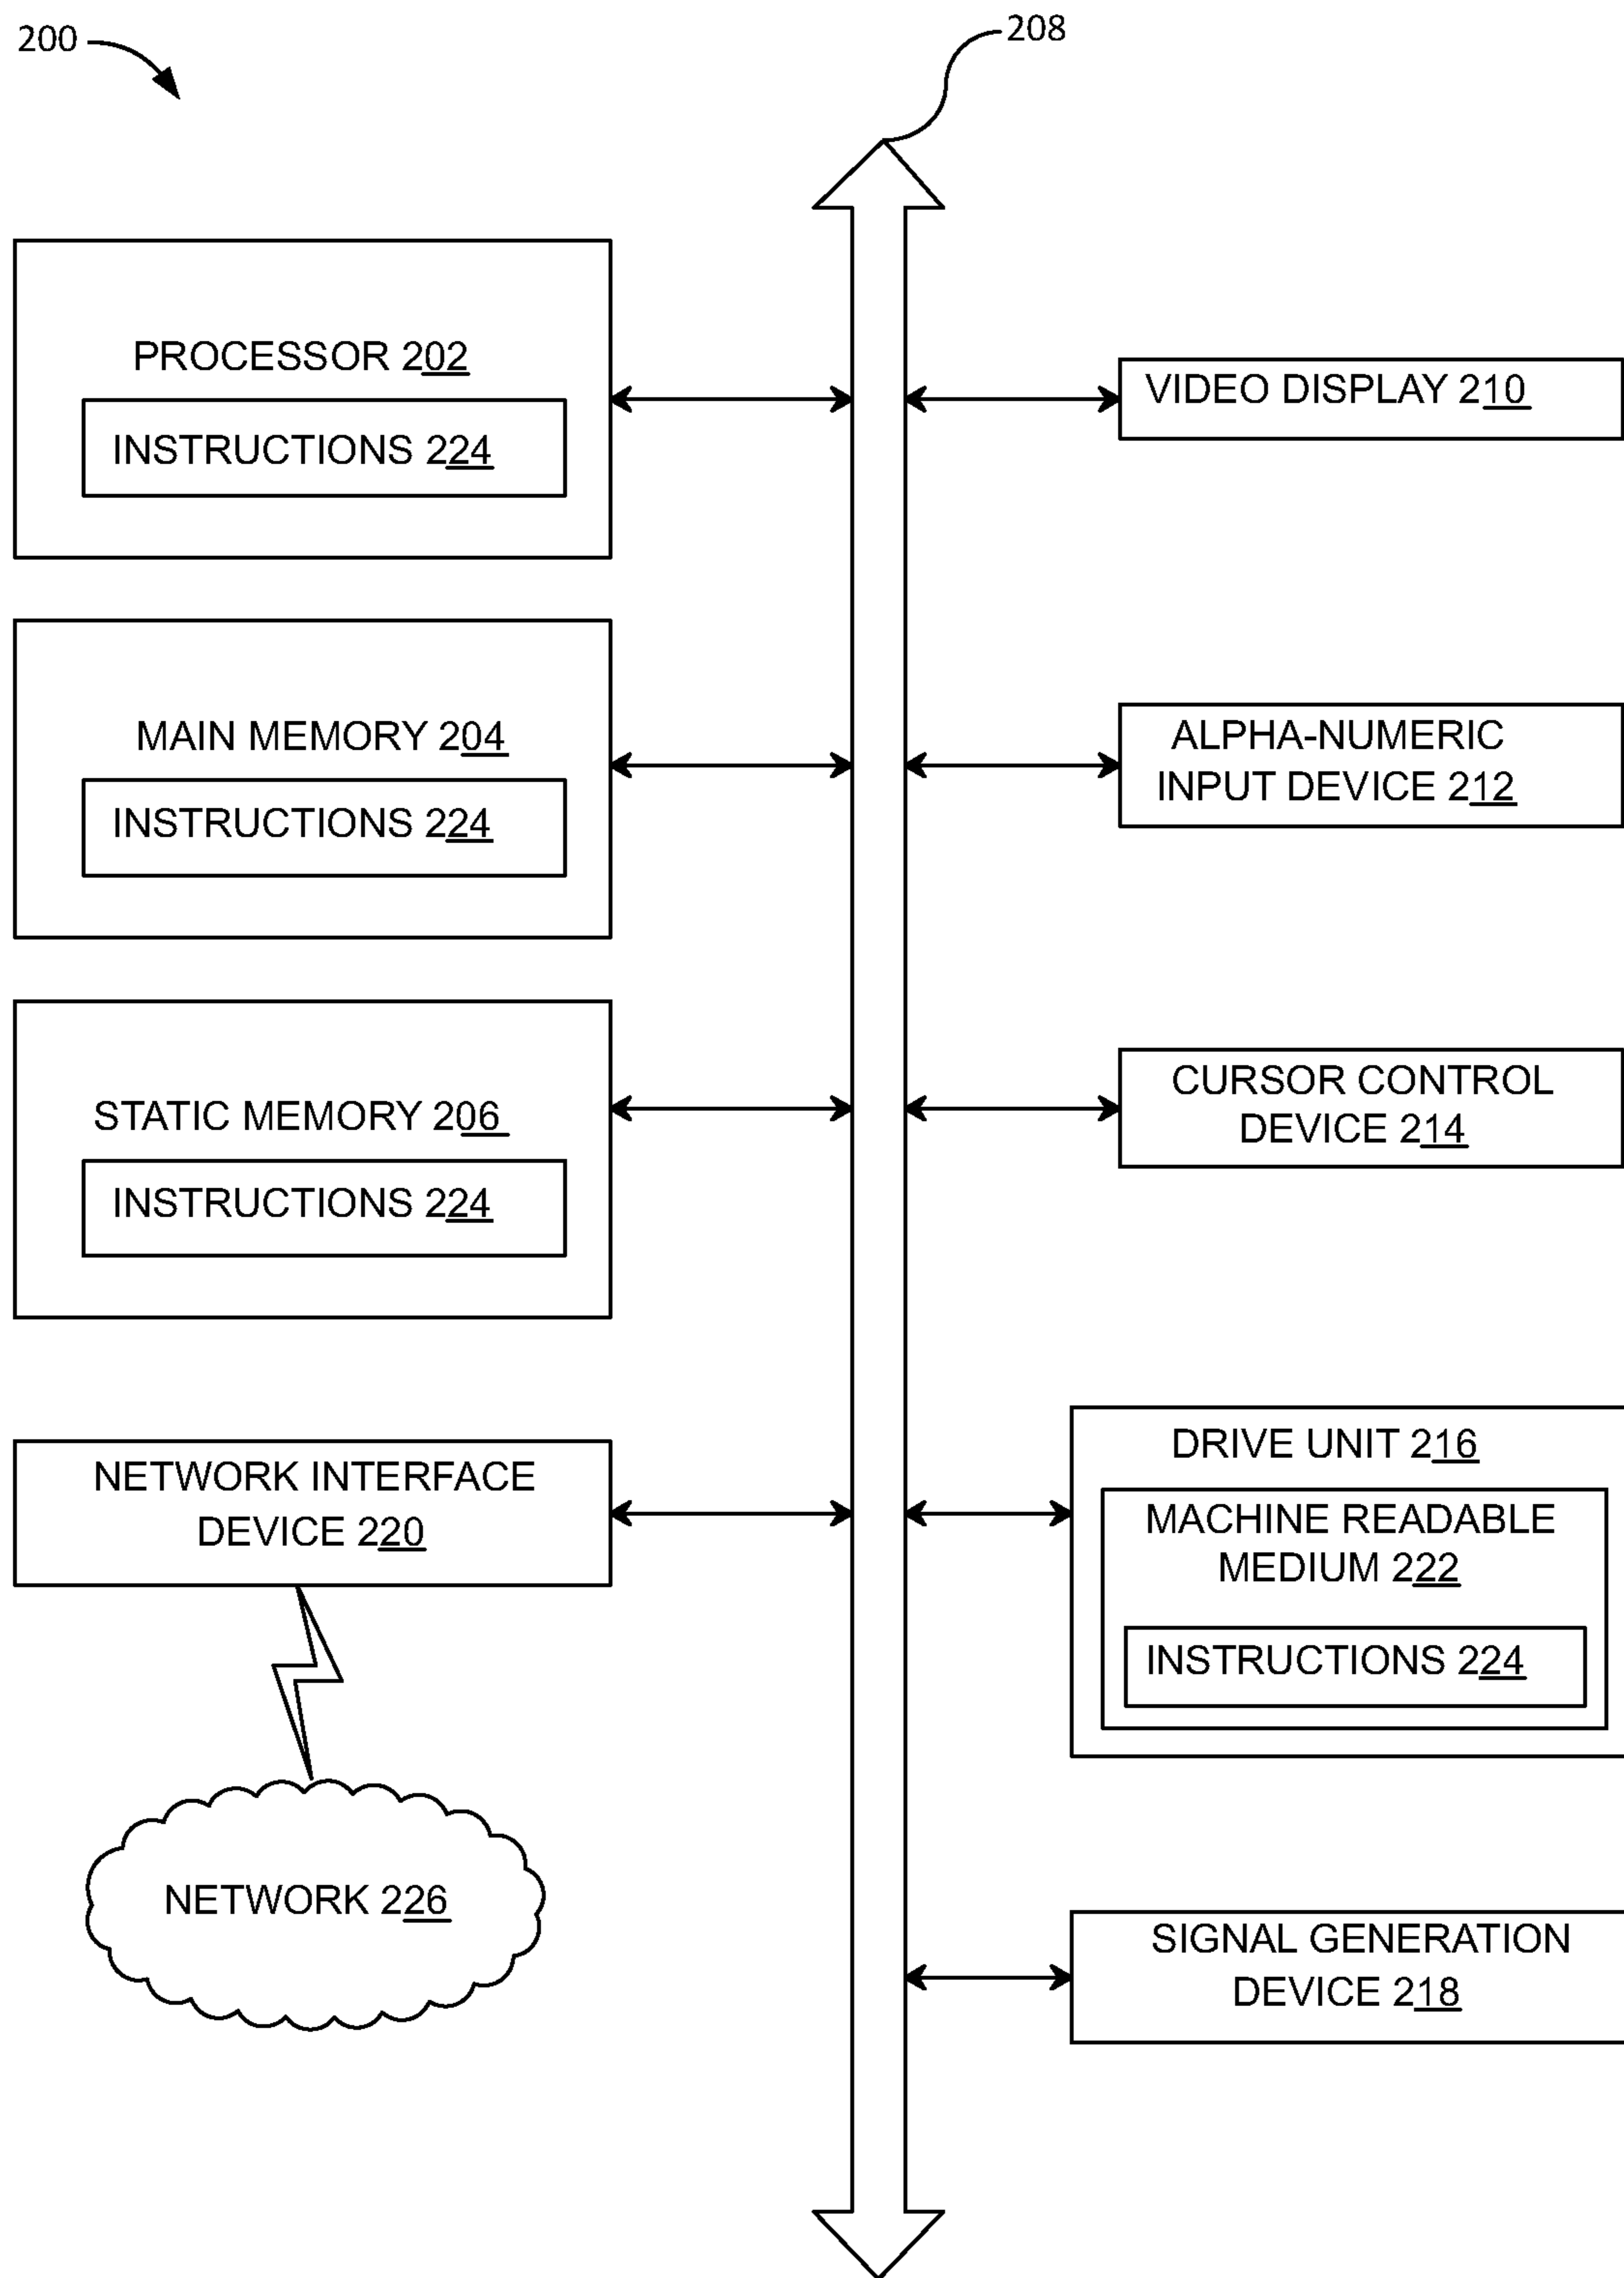 200
208
PROCESSOR 202
INSTRUCTIONS 224
MAIN MEMORY 204
INSTRUCTIONS 224
STATIC MEMORY 206
INSTRUCTIONS 224
NETWORK INTERFACE
DEVICE 220
NETWORK 226
VIDEO DISPLAY 210
ALPHA-NUMERIC
INPUT DEVICE 212
CURSOR CONTROL
DEVICE 214
DRIVE UNIT 216
MACHINE READABLE
MEDIUM 222
INSTRUCTIONS 224
SIGNAL GENERATION
DEVICE 218